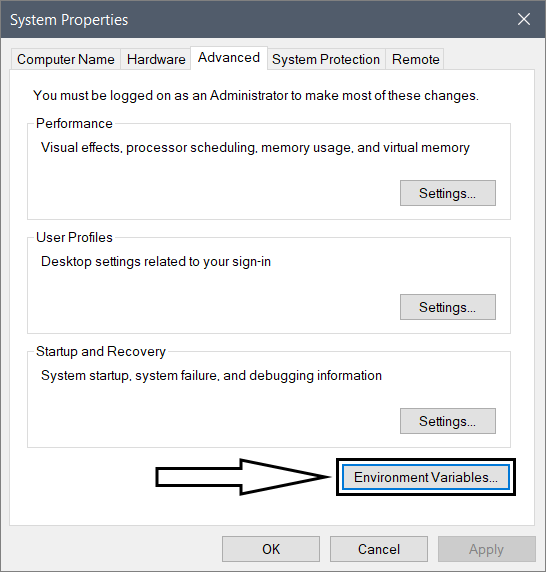 System Properties
Computer Name Hardware Advanced System Protection Remote
You must be logged on as an Administrator to make most of these changes.
Performance
Visual effects, processor scheduling, memory usage, and virtual memory
Settings...
User Profiles
Desktop settings related to your sign-in
Settings...
Startup and Recovery
System startup, system failure, and debugging information
Settings...
Environment Variables...
OK Cancel Apply